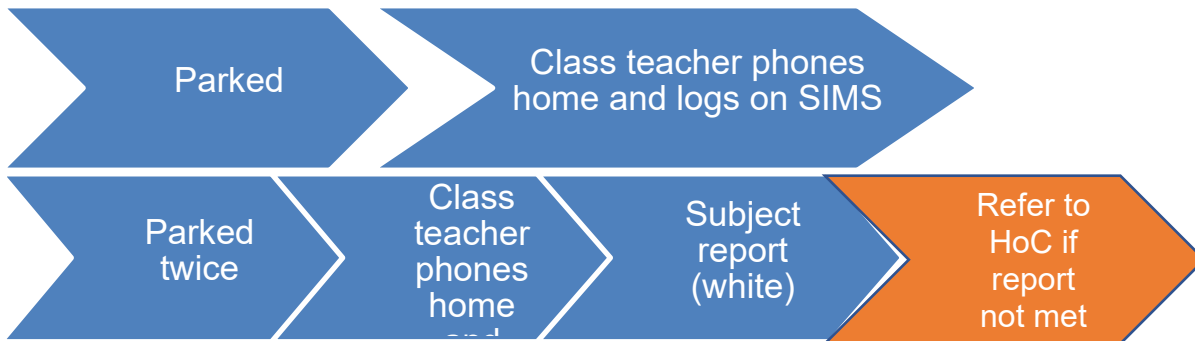 Parked
Class teacher phones
home and logs on SIMS
Parked
twice
Class
teacher
phones
home
Subject
report
(white)
Refer to
HoC if
report
not met